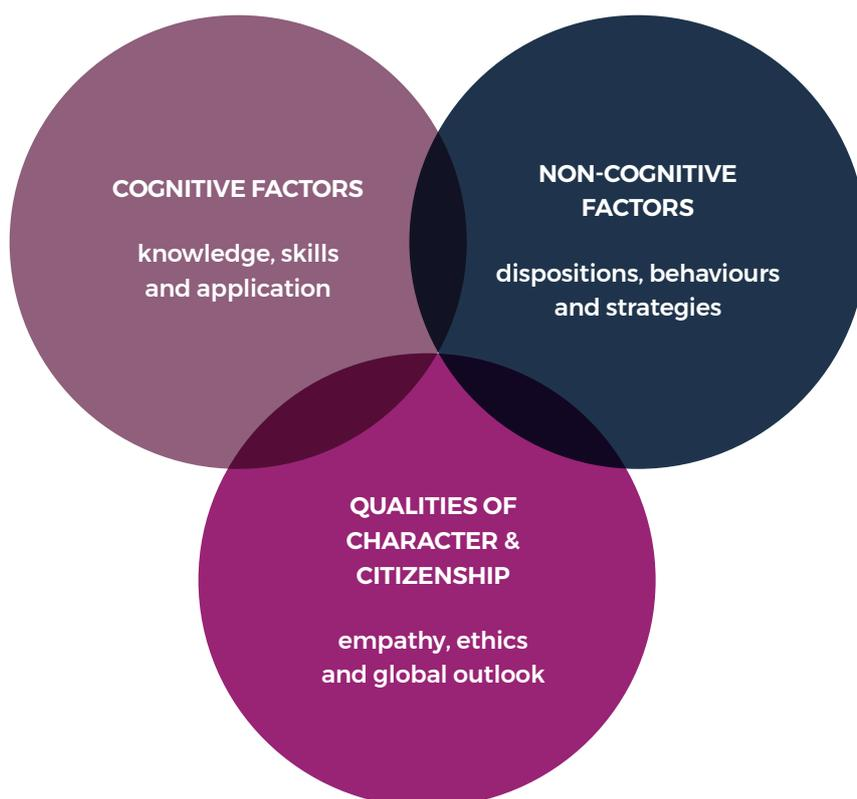 COGNITIVE FACTORS
knowledge, skills
and application
NON-COGNITIVE
FACTORS
dispositions, behaviours
and strategies
QUALITIES OF
CHARACTER &
CITIZENSHIP
empathy, ethics
and global outlook